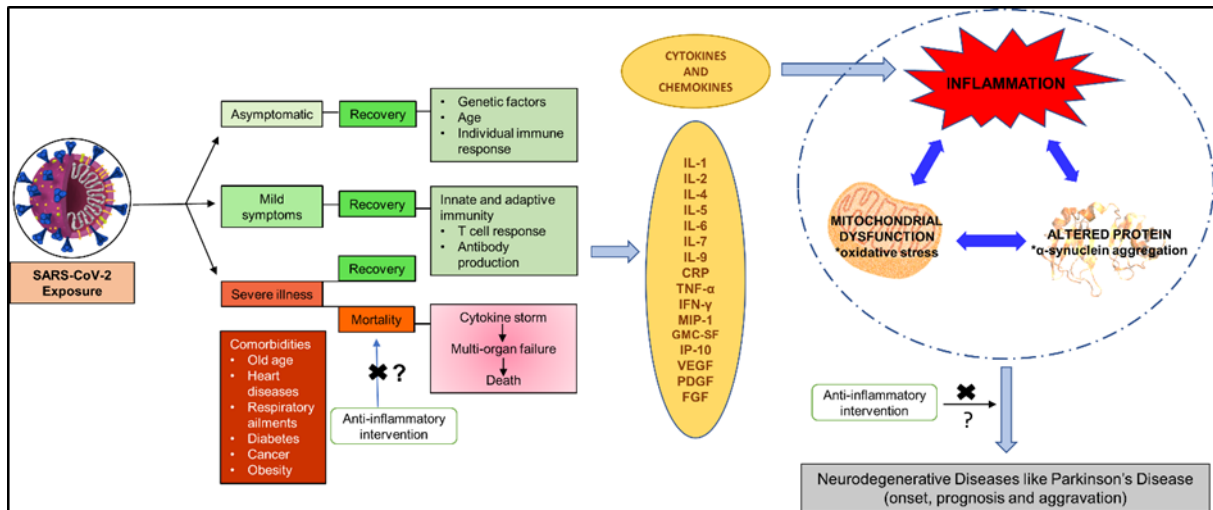 SARS-CoV-2
Exposure
Asymptomatic
Recovery
• Genetic factors
• Age
• Individual immune
response
Mild
symptoms
Recovery
Innate and adaptive
immunity
• T cell response
• Antibody
production
Severe illness
Recovery
Mortality
Cytokine storm
Multi-organ failure
Death
Comorbidities
• Old age
• Heart
diseases
• Respiratory
ailments
• Diabetes
• Cancer
• Obesity
?
Anti-inflammatory
intervention
CYTOKINES
AND
CHEMOKINES
IL-1
IL-2
IL-4
IL-5
IL-6
IL-7
IL-9
CRP
TNF-α
IFN-γ
MIP-1
GMC-SF
IP-10
VEGF
PDGF
FGF
INFLAMMATION
MITOCHONDRIAL
DYSFUNCTION
*oxidative stress
ALTERED PROTEIN
*α-synuclein aggregation
Anti-inflammatory
intervention
?
Neurodegenerative Diseases like Parkinson's Disease
(onset, prognosis and aggravation)